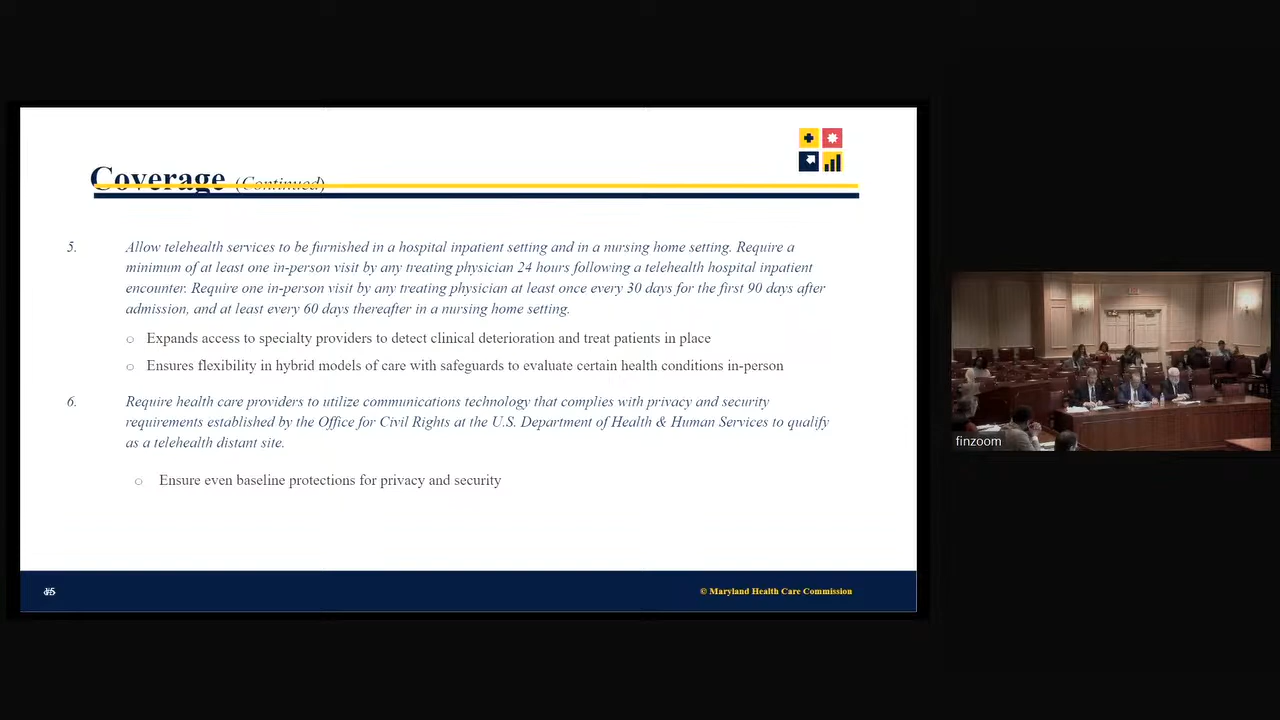 Coverage (Continued)
5. Allow telehealth services to be furnished in a hospital inpatient setting and in a nursing home setting. Require a
minimum of at least one in-person visit by any treating physician 24 hours following a telehealth hospital inpatient
encounter. Require one in-person visit by any treating physician at least once every 30 days for the first 90 days after
admission, and at least every 60 days thereafter in a nursing home setting.
o Expands access to specialty providers to detect clinical deterioration and treat patients in place
o Ensures flexibility in hybrid models of care with safeguards to evaluate certain health conditions in-person
6. Require health care providers to utilize communications technology that complies with privacy and security
requirements established by the Office for Civil Rights at the U.S. Department of Health & Human Services to qualify
as a telehealth distant site.
o Ensure even baseline protections for privacy and security
© Maryland Health Care Commission
finzoom